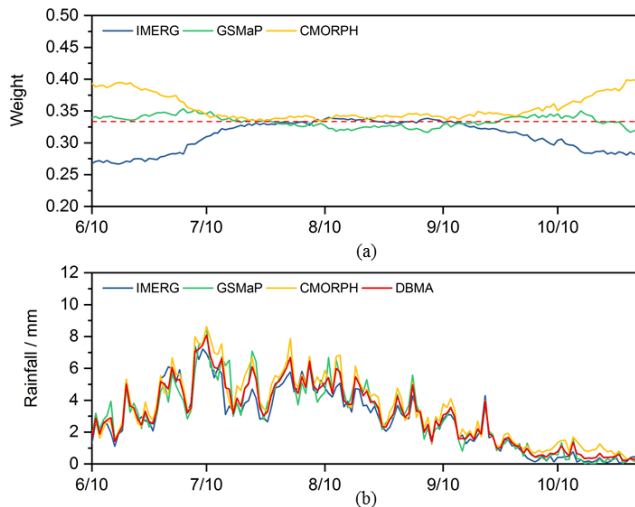 0.50
IMERG GSMaP CMORPH
0.45
0.40
0.35
0.30
0.25
0.20
Weight
6/10 7/10 8/10 9/10 10/10
(a)
12
IMERG GSMaP CMORPH DBMA
10
8
6
4
2
0
Rainfall / mm
6/10 7/10 8/10 9/10 10/10
(b)